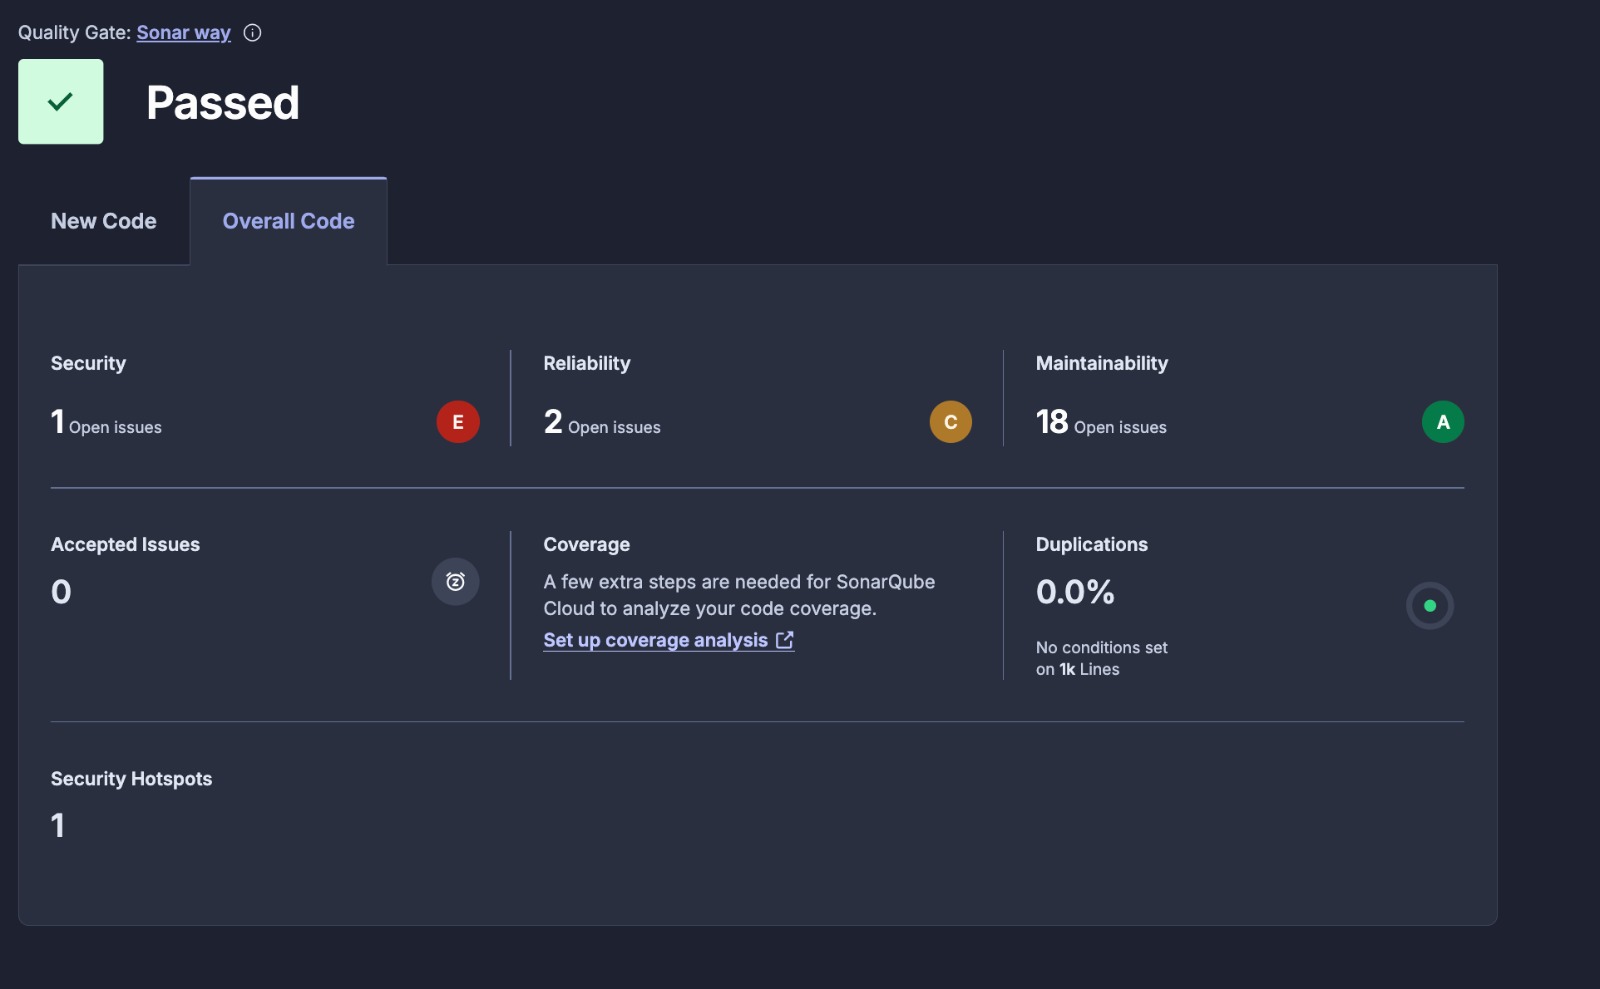 Quality Gate: Sonar way
Passed
New Code
Overall Code
Security
1 Open issues
E
Reliability
2 Open issues
C
Maintainability
18 Open issues
A
Accepted Issues
0
Coverage
A few extra steps are needed for SonarQube
Cloud to analyze your code coverage.
Set up coverage analysis
Duplications
0.0%
No conditions set
on 1k Lines
Security Hotspots
1